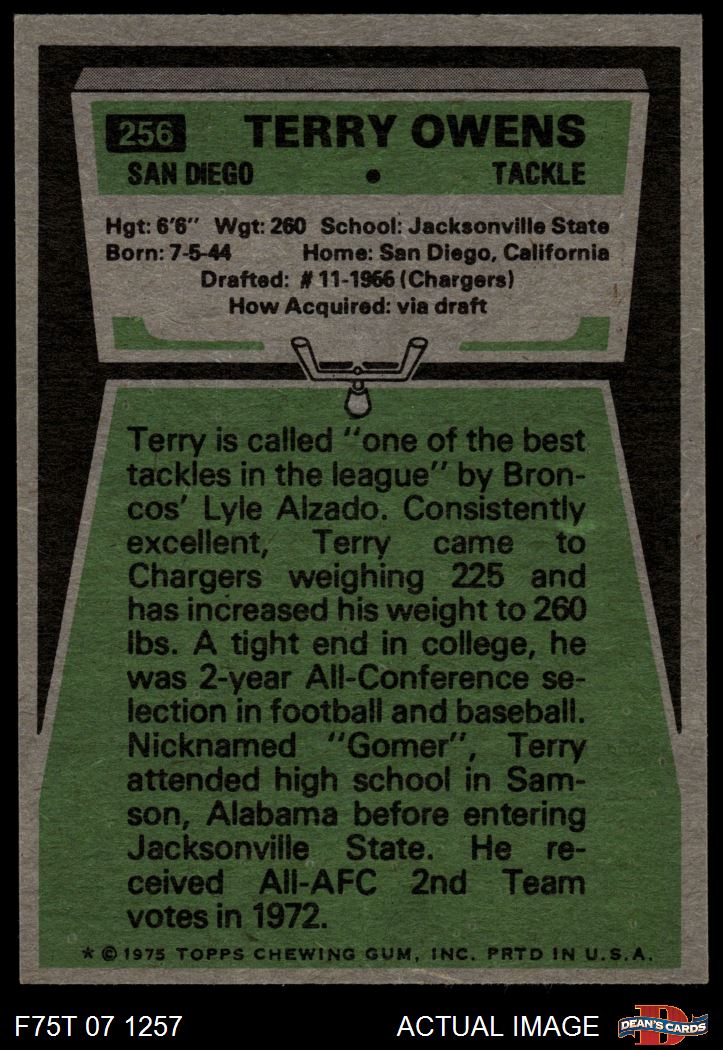 256 TERRY OWENS
SAN DIEGO • TACKLE
Hgt: 6'6" Wgt: 260 School: Jacksonville State
Born: 7-5-44 Home: San Diego, California
Drafted: #11-1966 (Chargers)
How Acquired: via draft
Terry is called "one of the best
tackles in the league" by Bron-
cos' Lyle Alzado. Consistently
excellent, Terry came to
Chargers weighing 225 and
has increased his weight to 260
lbs. A tight end in college, he
was 2-year All-Conference se-
lection in football and baseball.
Nicknamed "Gomer", Terry
attended high school in Sam-
son, Alabama before entering
Jacksonville State. He re-
ceived All-AFC 2nd Team
votes in 1972.
* © 1975 TOPPS CHEWING GUM, INC. PRTD IN U.S.A.
F75T 07 1257 ACTUAL IMAGE D DEAN'S CARDS